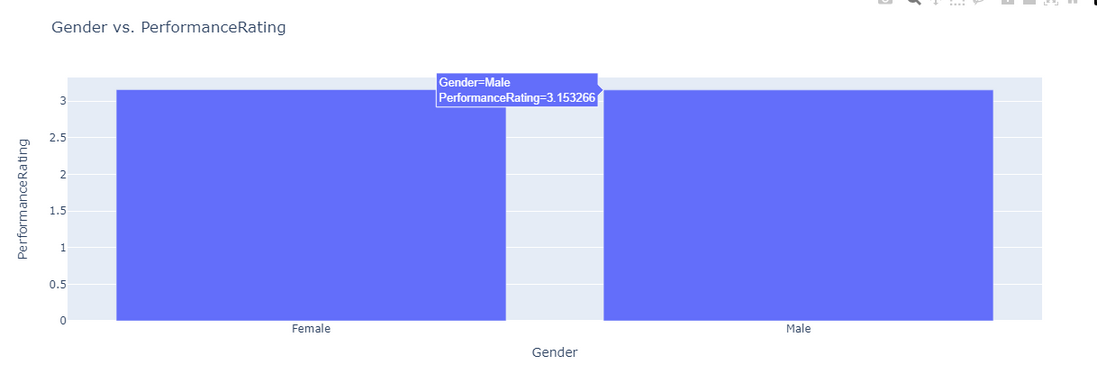 Gender vs. PerformanceRating
Gender=Male
PerformanceRating=3.153266
3
2.5
2
1.5
1
0.5
0
PerformanceRating
Female
Male
Gender